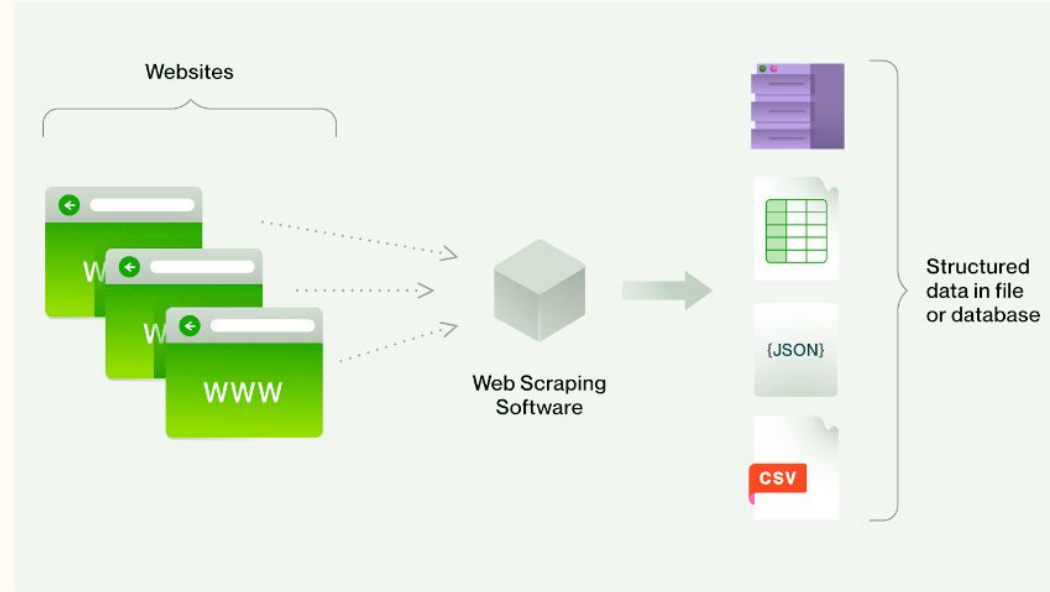 Websites
W
W
WWW
Web Scraping
Software
{JSON}
CSV
Structured
data in file
or database